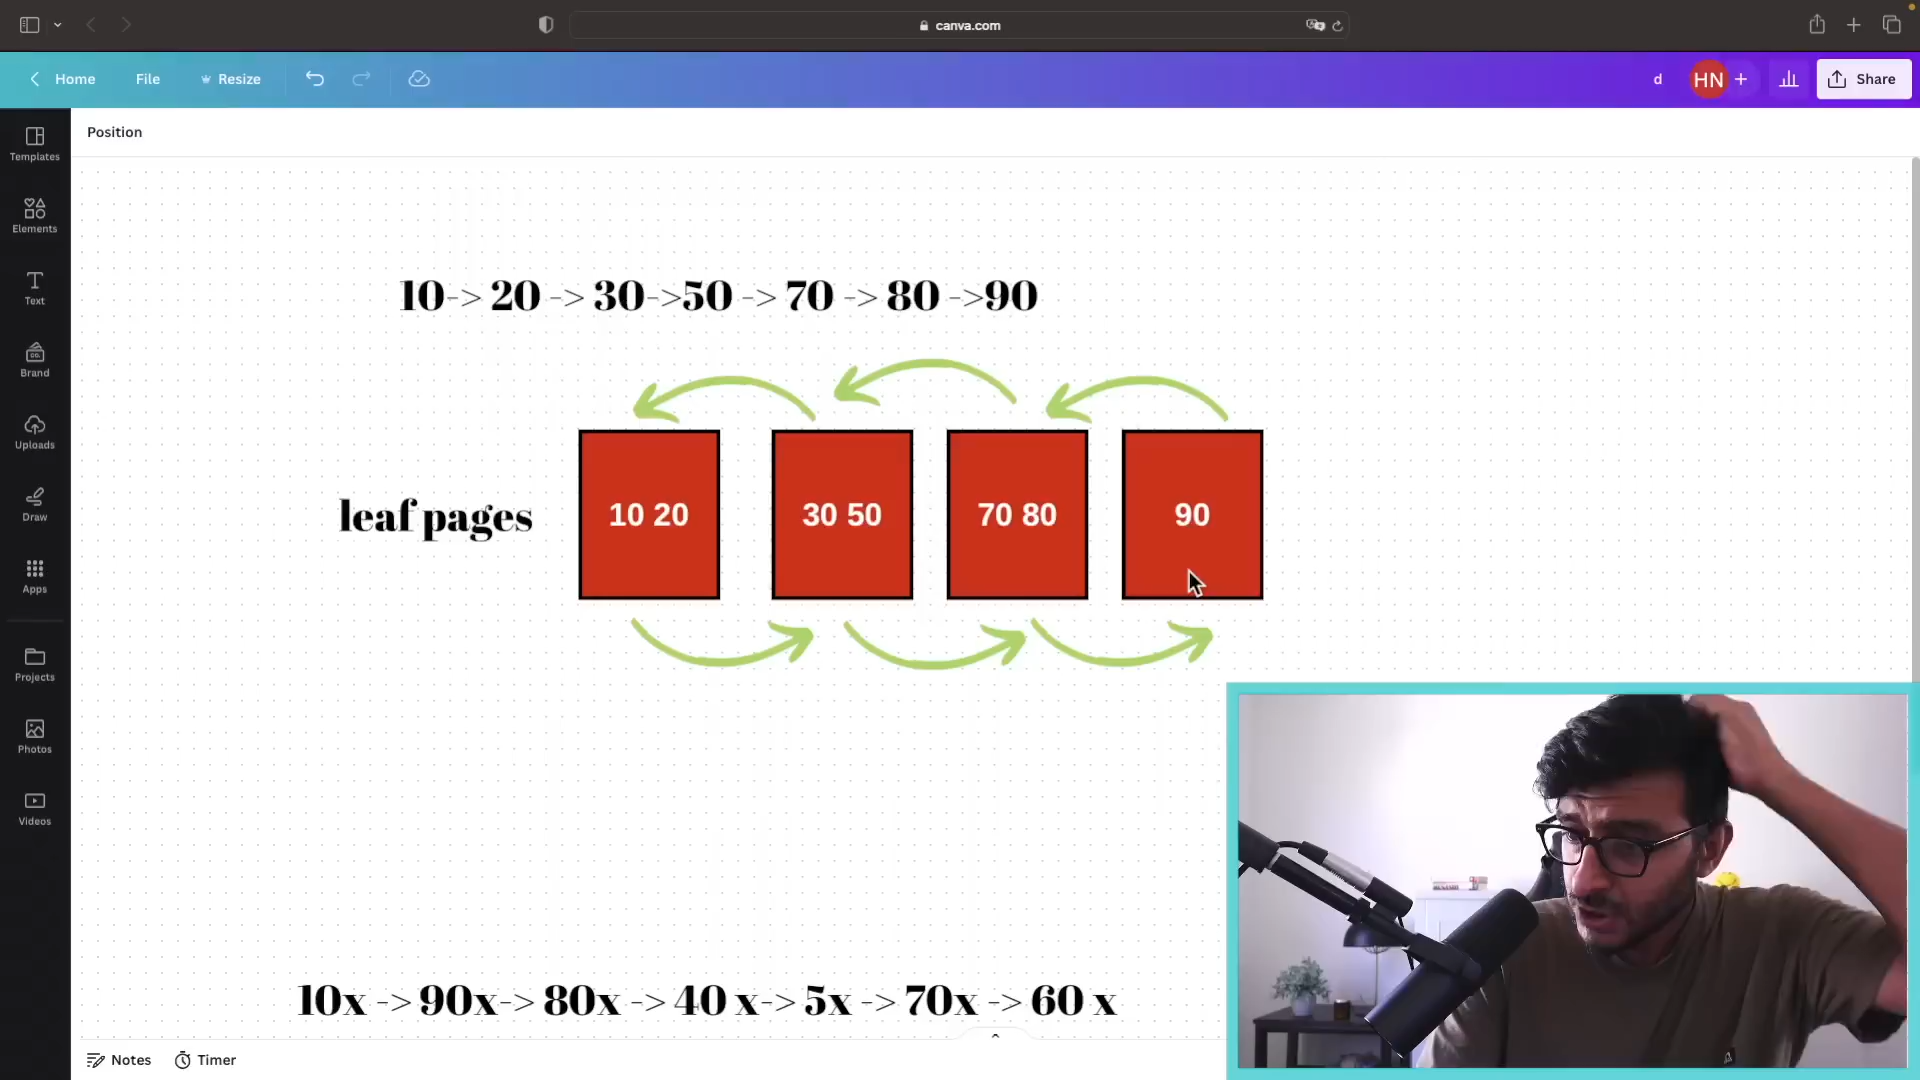 canva.com
Home File Resize d HN + Share
Position
Templates
Elements
Text
Brand
Uploads
Draw
Apps
Projects
Photos
Videos
10-> 20 -> 30->50 -> 70 -> 80 ->90
leaf pages
10 20
30 50
70 80
90
10x -> 90x-> 80x -> 40 x-> 5x -> 70x -> 60 x
Notes Timer